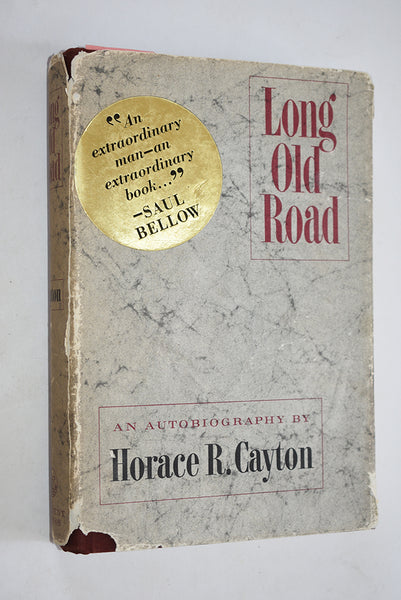 “An
extraordinary
man—an
extraordinary
book...”
—SAUL
BELLOW
Long
Old
Road
AN AUTOBIOGRAPHY BY
Horace R. Cayton